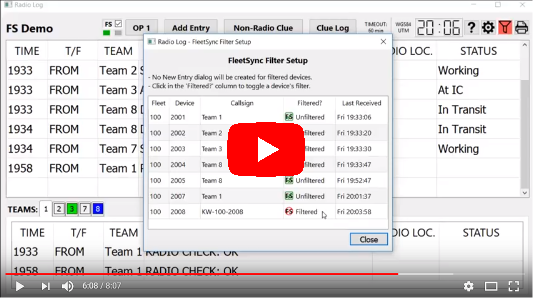 Radio Log
FS Demo
FS
OP 1
Add Entry
Non-Radio Clue
Clue Log
TIMEOUT:
60 min
WGS84
UTM
20:06
?
TIME T/F TEAM RADIO LOC. STATUS
1933 FROM Team 2 Working
1933 FROM Team 3 At IC
1933 FROM Team 8 In Transit
1934 FROM Team 8 In Transit
1934 FROM Team 7 Working
1958 FROM Team 1
Radio Log - FleetSync Filter Setup
FleetSync Filter Setup
- No New Entry dialog will be created for filtered devices.
- Click in the 'Filtered?' column to toggle a device's filter.
Fleet Device Callsign Filtered? Last Received
100 2001 Team 1 FS Unfiltered Fri 19:33:06
100 2002 Team 2 Unfiltered Fri 19:33:20
100 2003 Team 3 Unfiltered Fri 19:33:30
100 2004 Team 8 Unfiltered Fri 19:33:47
100 2005 Team 8 FS Unfiltered Fri 19:52:47
100 2007 Team 1 FS Unfiltered Fri 20:01:37
100 2008 KW-100-2008 FS Filtered Fri 20:03:58
Close
TEAMS: 1 2 3 7 8
TIME T/F TEAM RADIO LOC. STATUS
1933 FROM Team 1 RADIO CHECK: OK
1958 FROM Team 1 RADIO CHECK: OK
6:08 / 8:07